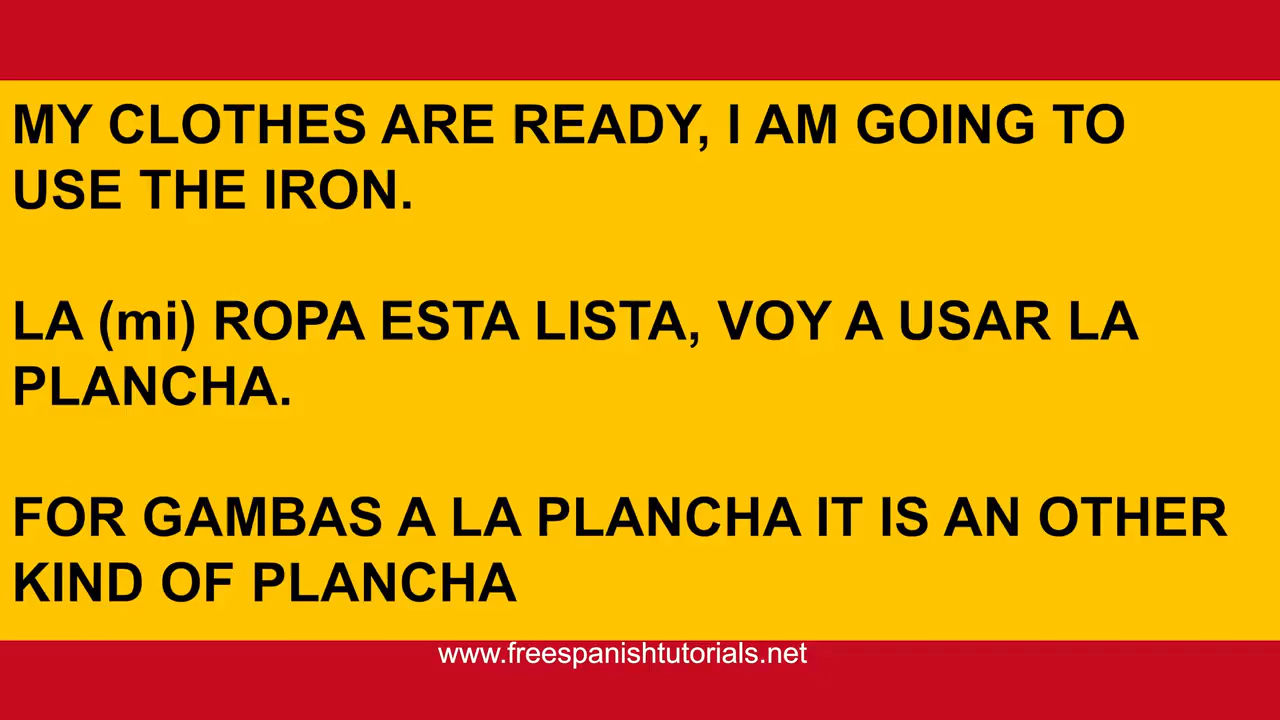 MY CLOTHES ARE READY, I AM GOING TO
USE THE IRON.
LA (mi) ROPA ESTA LISTA, VOY A USAR LA
PLANCHA.
FOR GAMBAS A LA PLANCHA IT IS AN OTHER
KIND OF PLANCHA
www.freespanishtutorials.net